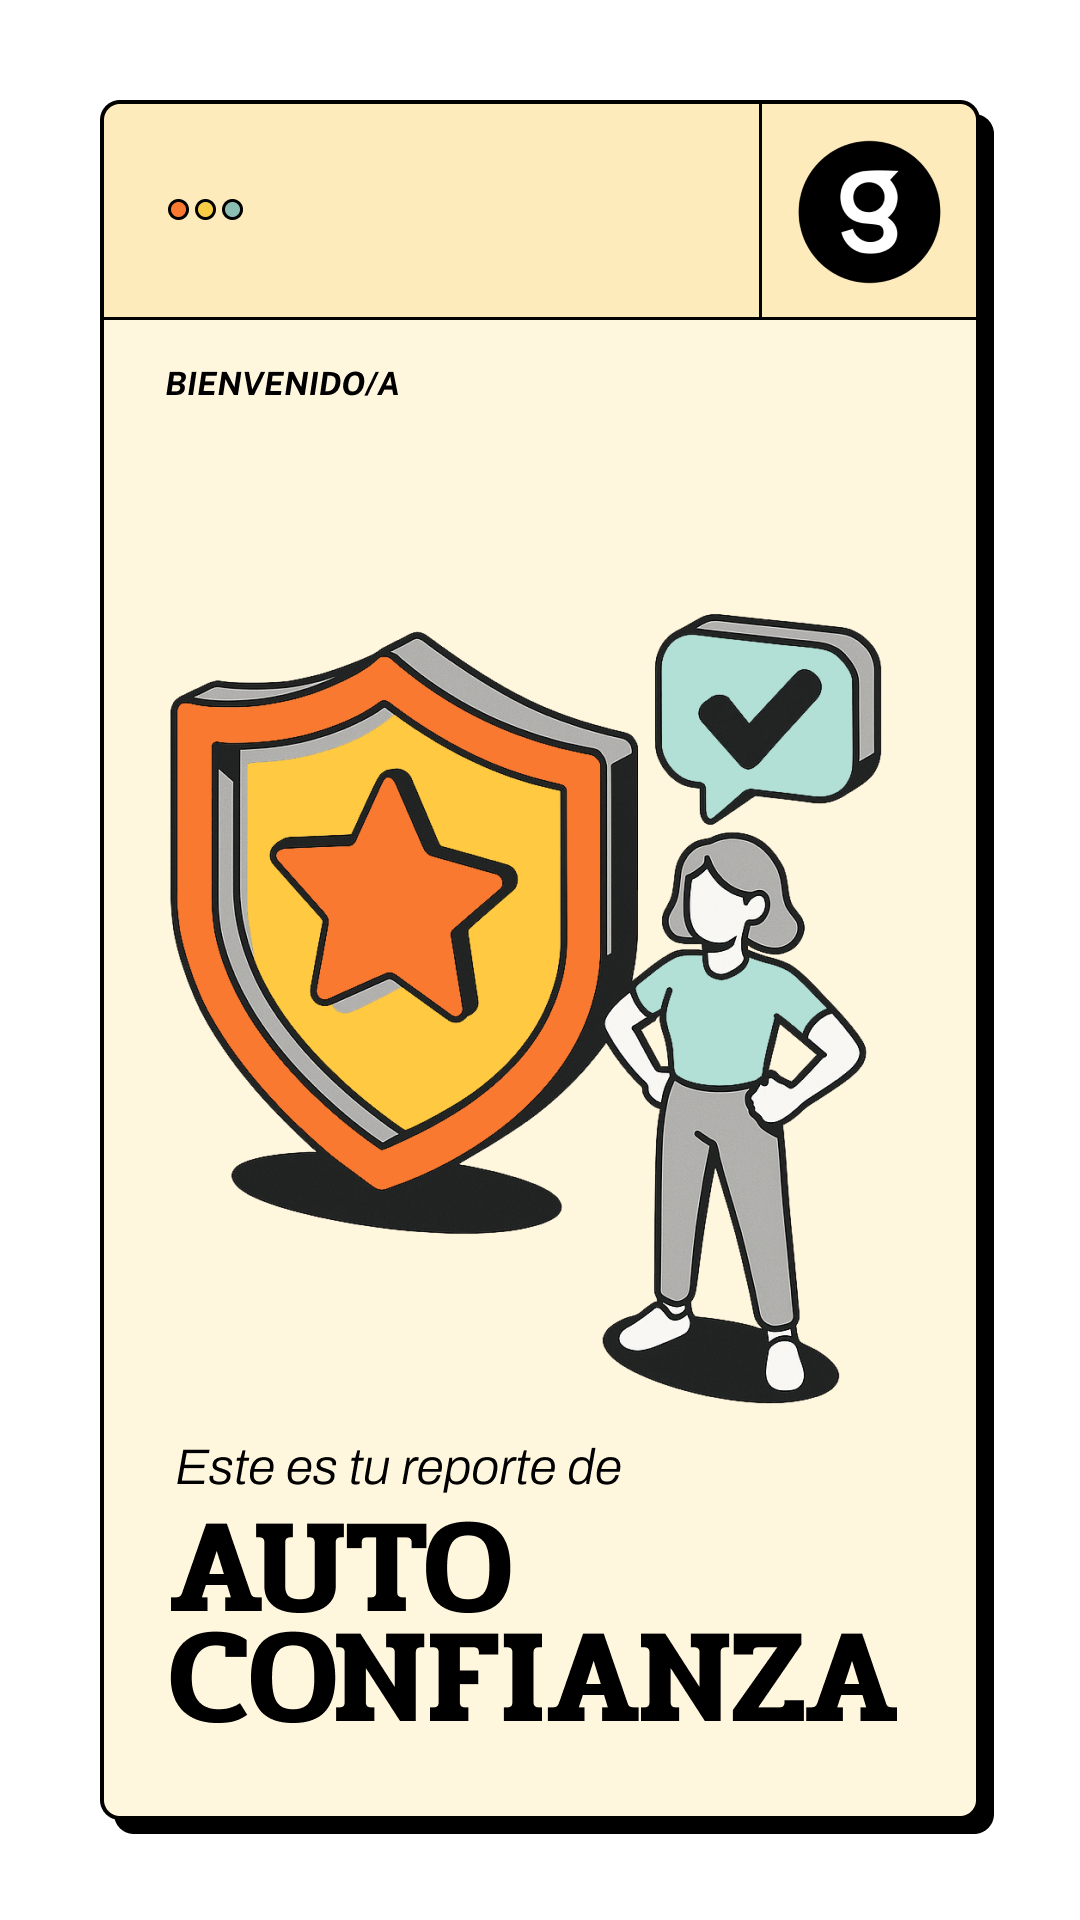 g
BIENVENIDO/A
Este es tu reporte de
AUTO
CONFIANZA